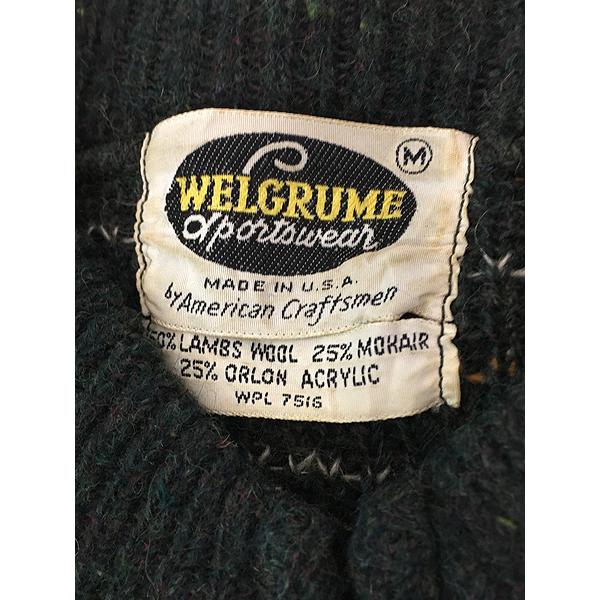 M
WELGRUME
Sportswear
MADE IN U.S.A.
by American Craftsmen
50% LAMBS WOOL 25% MOHAIR
25% ORLON ACRYLIC
WPL 7516